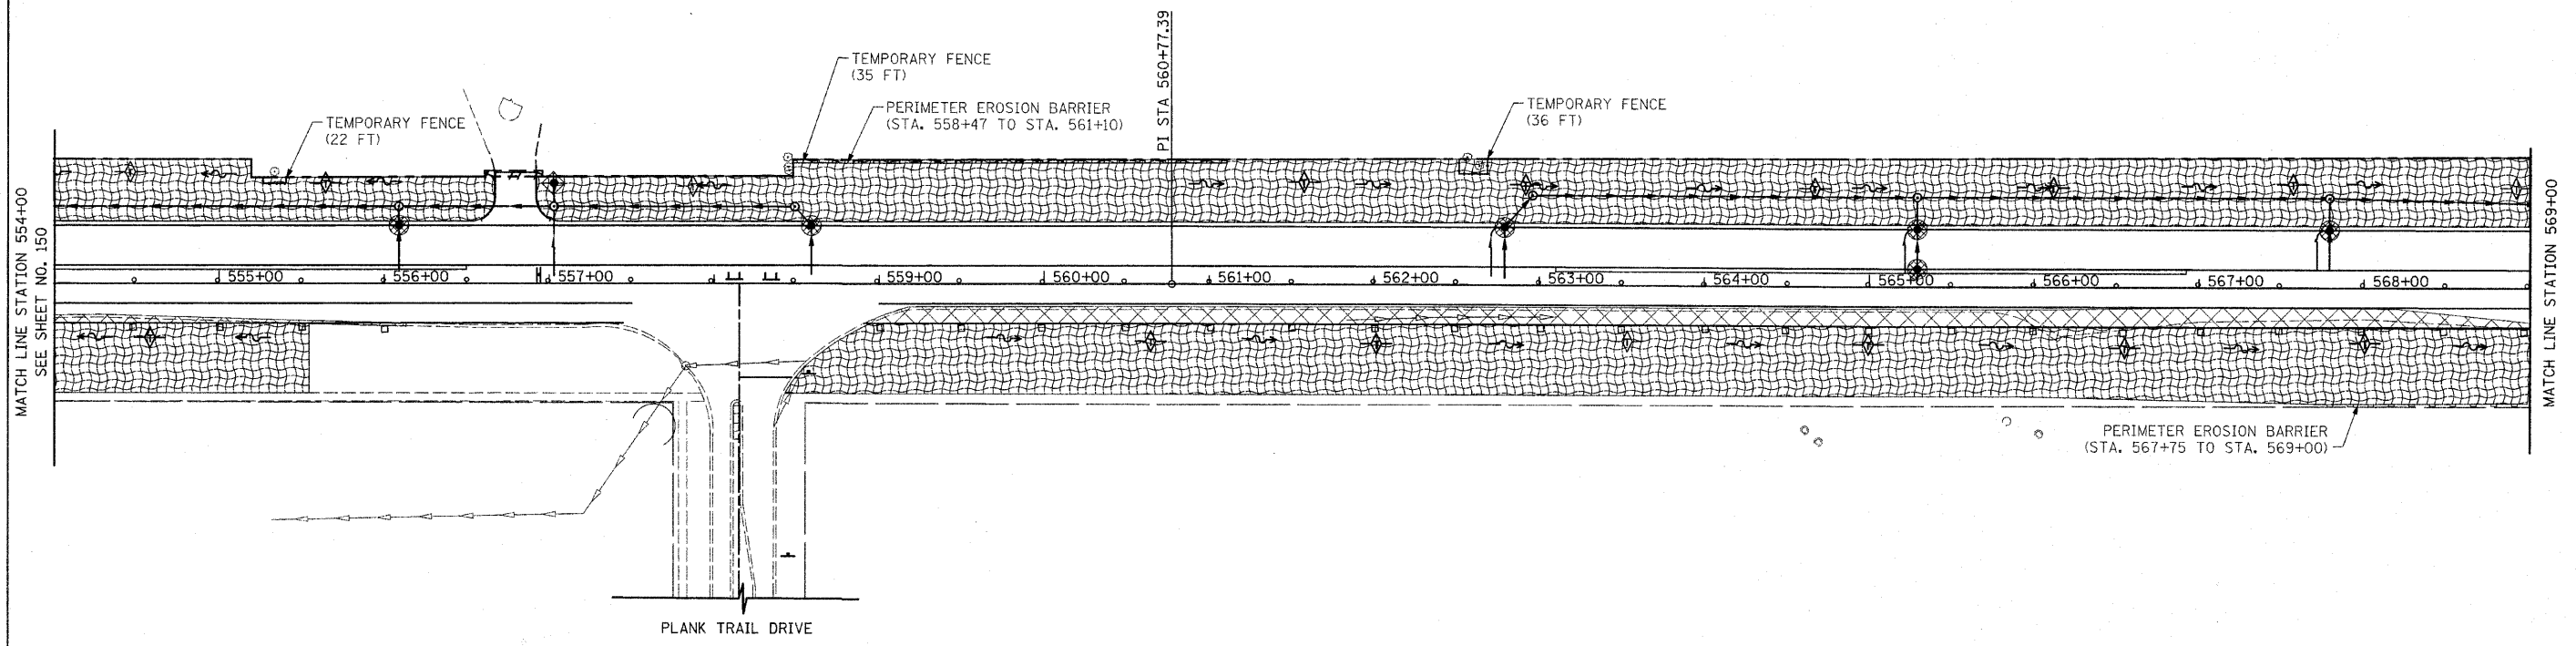 PI STA 560+77.39
TEMPORARY FENCE
(35 FT)
TEMPORARY FENCE
(22 FT)
PERIMETER EROSION BARRIER
(STA. 558+47 TO STA. 561+10)
TEMPORARY FENCE
(36 FT)
MATCH LINE STATION 554+00
SEE SHEET NO. 150
MATCH LINE STATION 569+00
555+00
556+00
557+00
559+00
560+00
561+00
562+00
563+00
564+00
565+00
566+00
567+00
568+00
PERIMETER EROSION BARRIER
(STA. 567+75 TO STA. 569+00)
PLANK TRAIL DRIVE